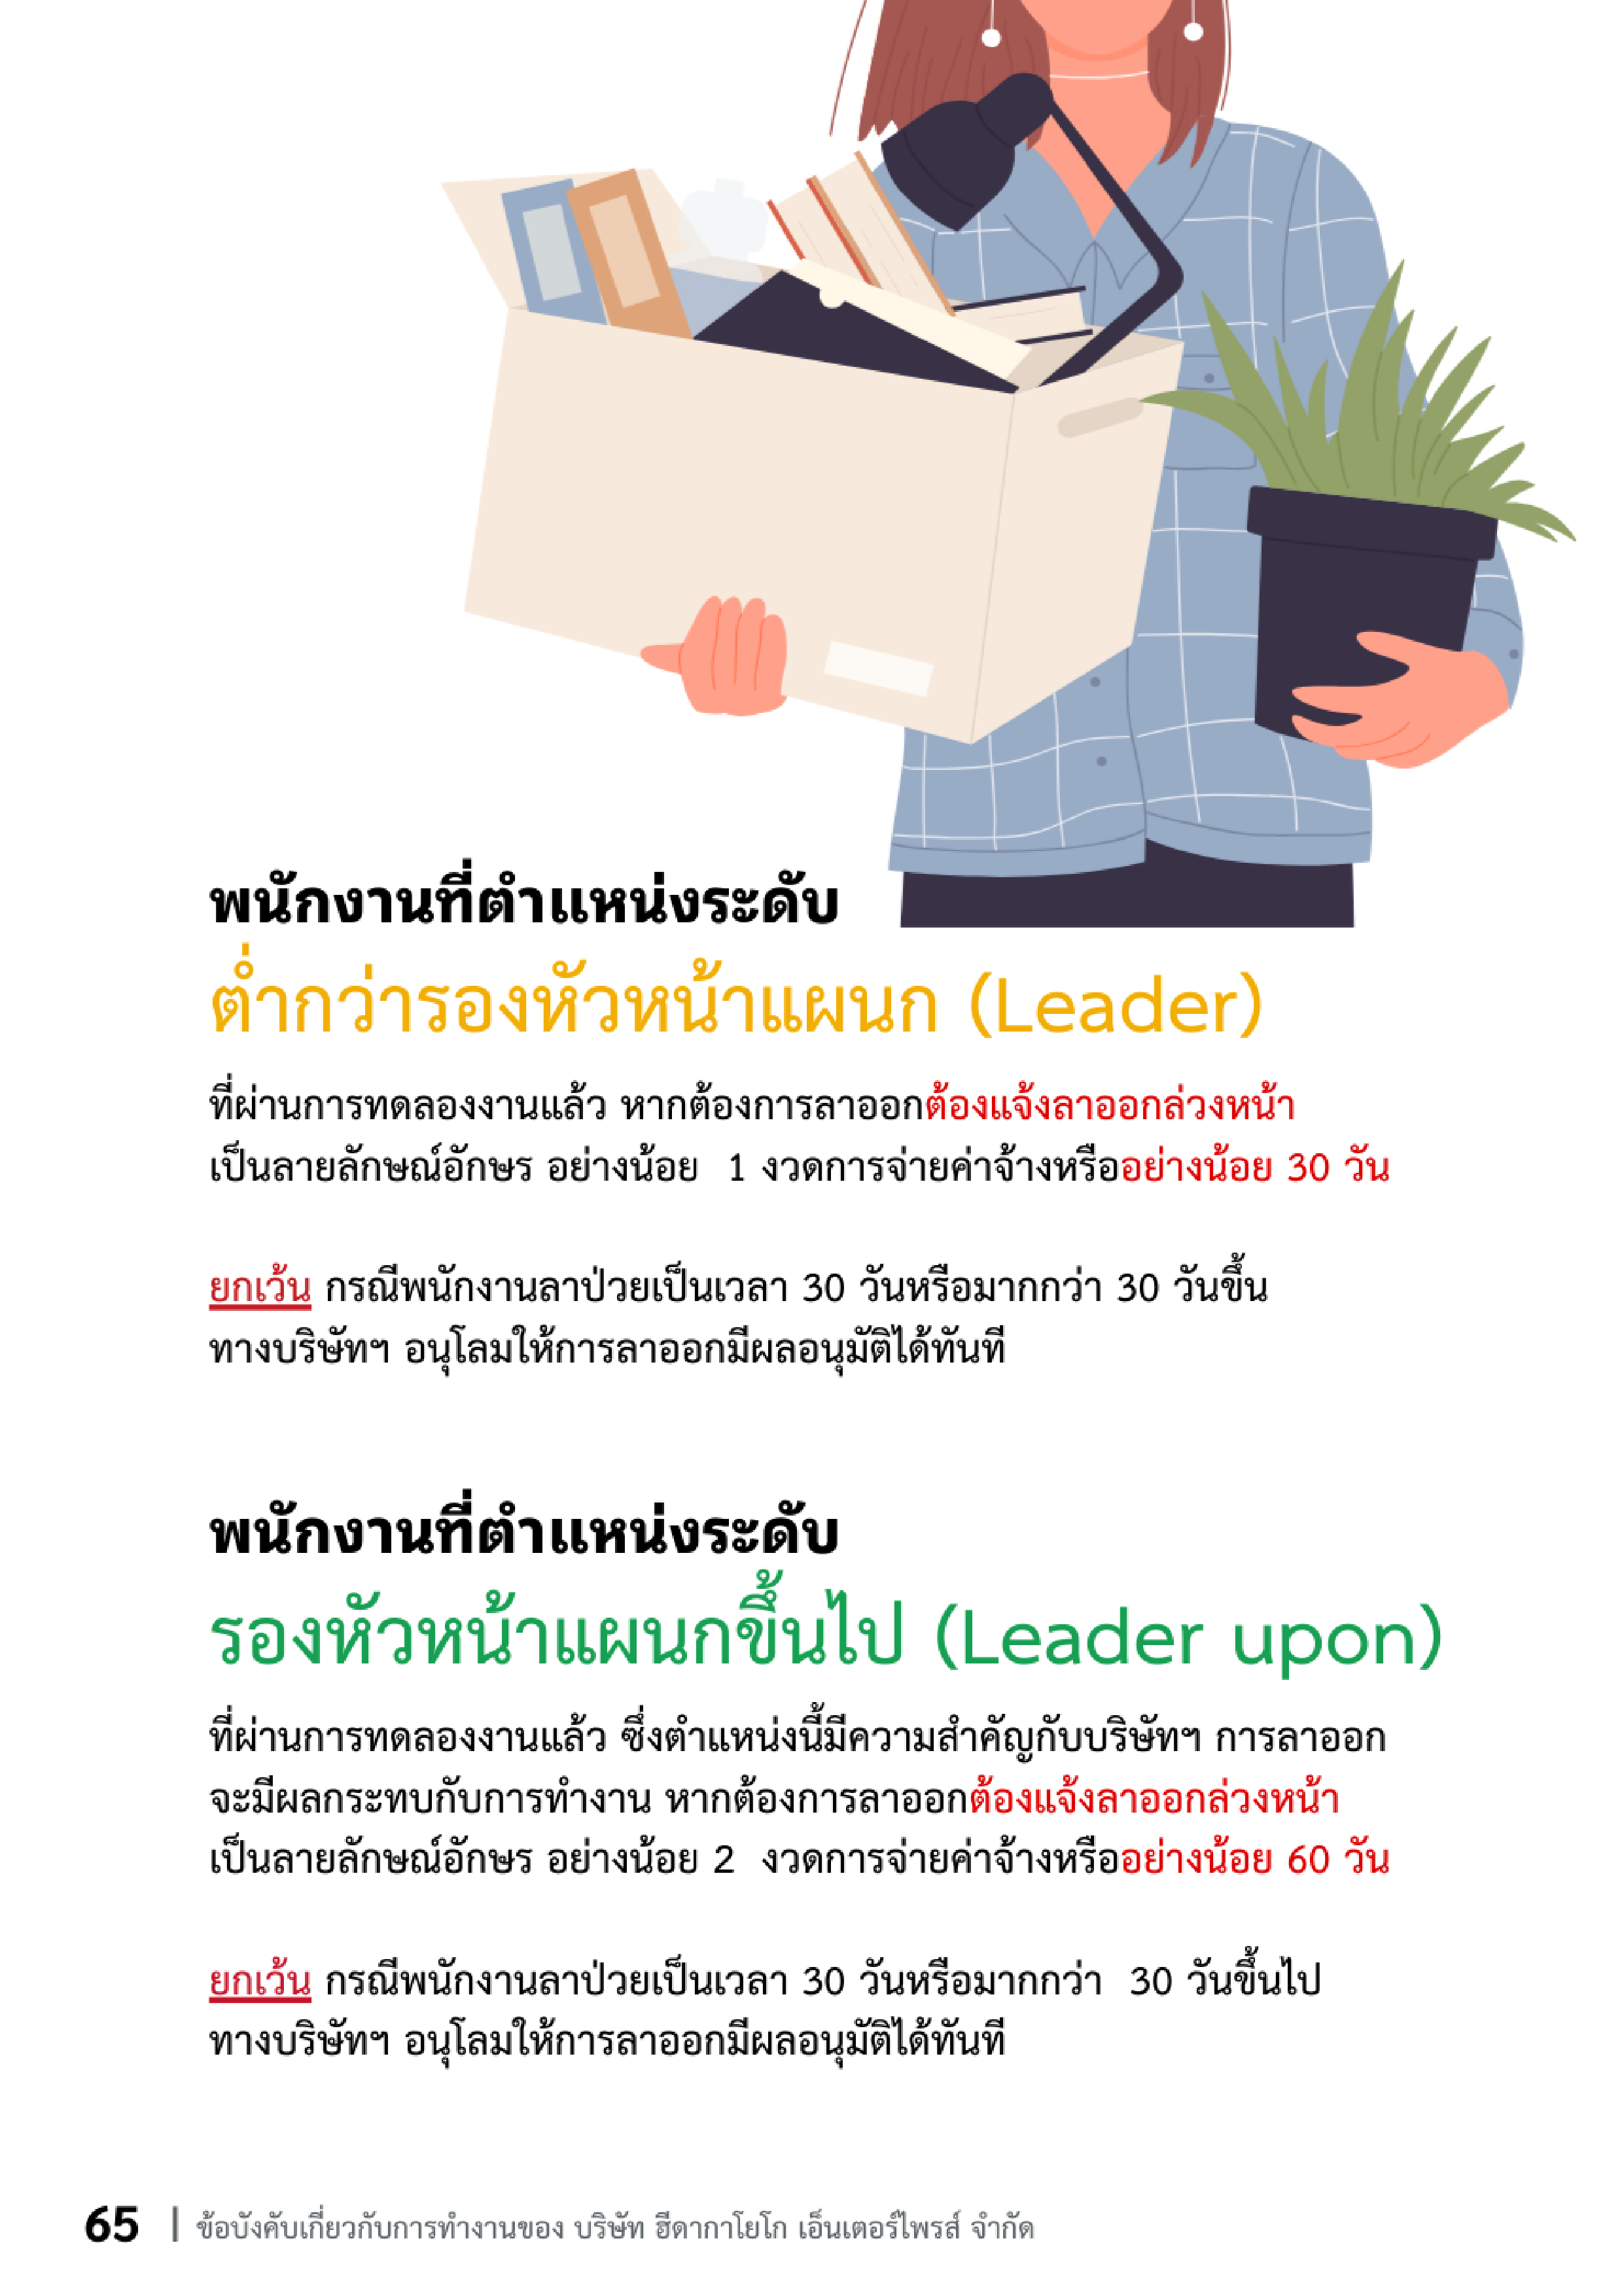 พนักงานที่ตำแหน่งระดับ
ต่ำกว่ารองหัวหน้าแผนก (Leader)
ที่ผ่านการทดลองงานแล้ว หากต้องการลาออกต้องแจ้งลาออกล่วงหน้า
เป็นลายลักษณ์อักษร อย่างน้อย 1 งวดการจ่ายค่าจ้างหรืออย่างน้อย 30 วัน
ยกเว้น กรณีพนักงานลาป่วยเป็นเวลา 30 วันหรือมากกว่า 30 วันขึ้น
ทางบริษัทฯ อนุโลมให้การลาออกมีผลอนุมัติได้ทันที
พนักงานที่ตำแหน่งระดับ
รองหัวหน้าแผนกขึ้นไป (Leader upon)
ที่ผ่านการทดลองงานแล้ว ซึ่งตำแหน่งนี้มีความสำคัญกับบริษัทฯ การลาออก
จะมีผลกระทบกับการทำงาน หากต้องการลาออกต้องแจ้งลาออกล่วงหน้า
เป็นลายลักษณ์อักษร อย่างน้อย 2 งวดการจ่ายค่าจ้างหรืออย่างน้อย 60 วัน
ยกเว้น กรณีพนักงานลาป่วยเป็นเวลา 30 วันหรือมากกว่า 30 วันขึ้นไป
ทางบริษัทฯ อนุโลมให้การลาออกมีผลอนุมัติได้ทันที
65 | ข้อบังคับเกี่ยวกับการทำงานของ บริษัท ฮีดากาโยโก เอ็นเตอร์ไพรส์ จำกัด